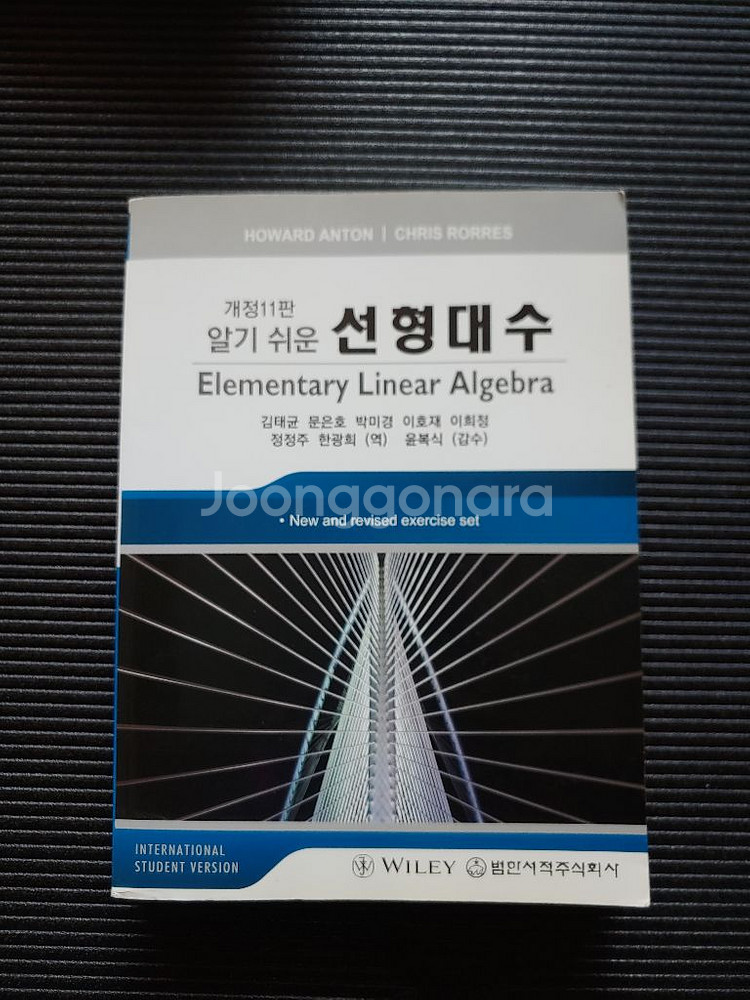 HOWARD ANTON | CHRIS RORRES
개정11판
알기 쉬운 선형대수
Elementary Linear Algebra
김태균 문은호 박미경 이호재 이희정
정정주 한광희 (역) 윤복식 (감수)
Joonggonara
• New and revised exercise set
INTERNATIONAL
STUDENT VERSION
WILEY 범한서적주식회사